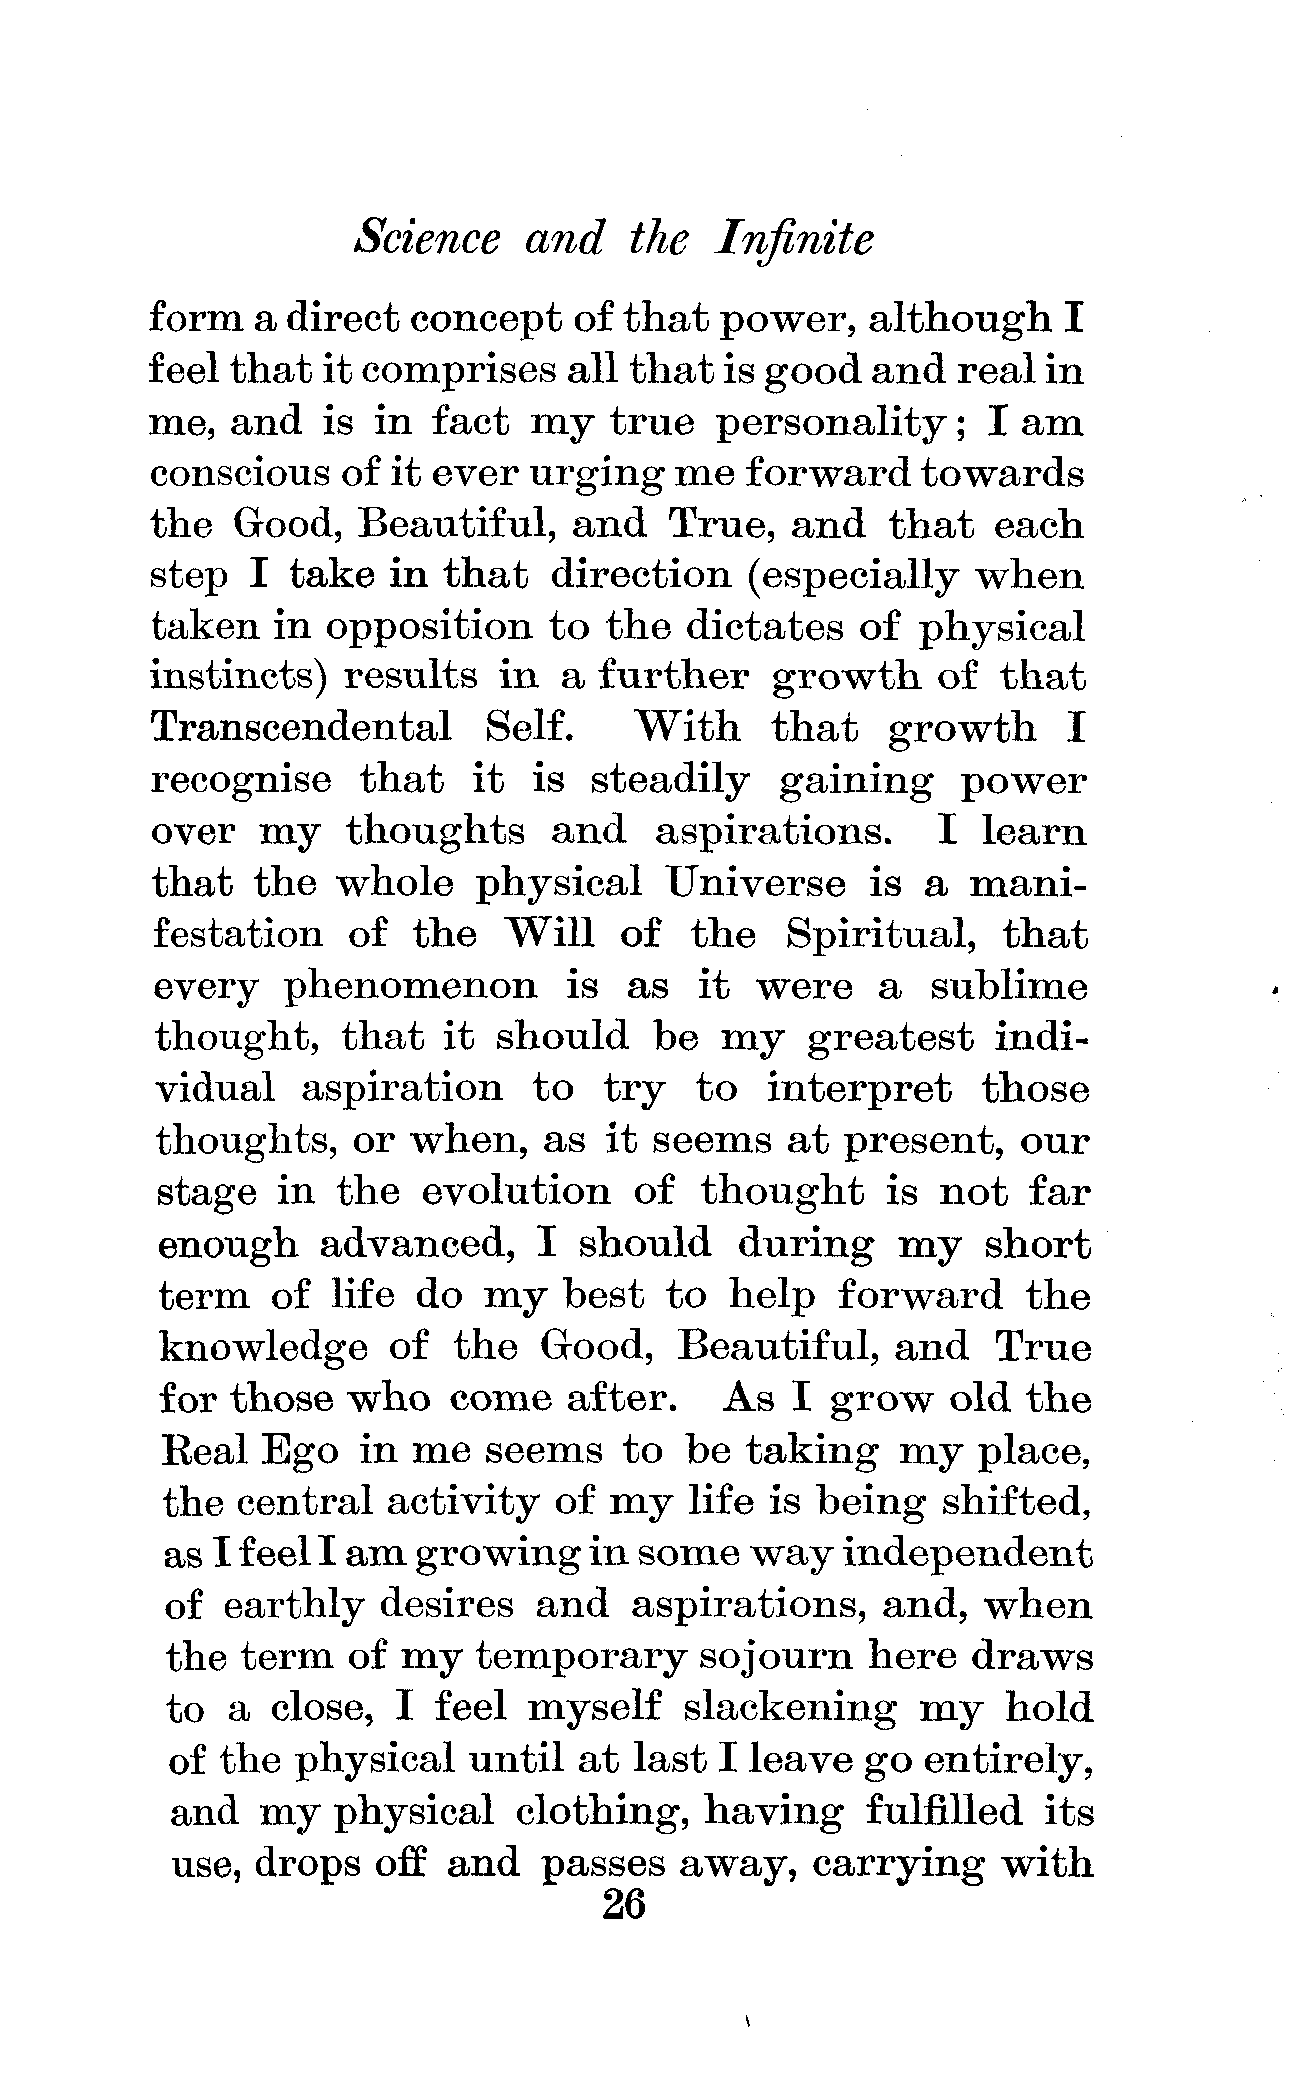 Science and the Infinite
form a direct concept of that power, although I
feel that it comprises all that is good and real in
me, and is in fact my true personality; I am
conscious of it ever urging me forward towards
the Good, Beautiful, and True, and that each
step I take in that direction (especially when
taken in opposition to the dictates of physical
instincts) results in a further growth of that
Transcendental Self. With that growth I
recognise that it is steadily gaining power
over my thoughts and aspirations. I learn
that the whole physical Universe is a mani-
festation of the Will of the Spiritual, that
every phenomenon is as it were a sublime
thought, that it should be my greatest indi-
vidual aspiration to try to interpret those
thoughts, or when, as it seems at present, our
stage in the evolution of thought is not far
enough advanced, I should during my short
term of life do my best to help forward the
knowledge of the Good, Beautiful, and True
for those who come after. As I grow old the
Real Ego in me seems to be taking my place,
the central activity of my life is being shifted,
as I feel I am growing in some way independent
of earthly desires and aspirations, and, when
the term of my temporary sojourn here draws
to a close, I feel myself slackening my hold
of the physical until at last I leave go entirely,
and my physical clothing, having fulfilled its
use, drops off and passes away, carrying with
26